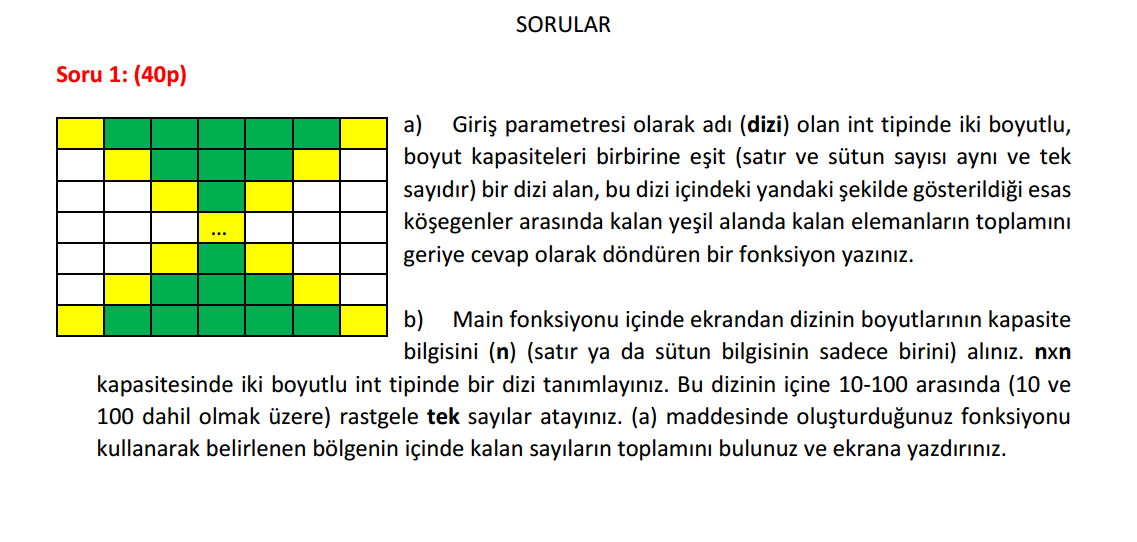 SORULAR
Soru 1: (40p)
a) Giriş parametresi olarak adı (dizi) olan int tipinde iki boyutlu,
boyut kapasiteleri birbirine eşit (satır ve sütun sayısı aynı ve tek
sayıdır) bir dizi alan, bu dizi içindeki yandaki şekilde gösterildiği esas
köşegenler arasında kalan yeşil alanda kalan elemanların toplamını
geriye cevap olarak döndüren bir fonksiyon yazınız.
...
b) Main fonksiyonu içinde ekrandan dizinin boyutlarının kapasite
bilgisini (n) (satır ya da sütun bilgisinin sadece birini) alınız. nxn
kapasitesinde iki boyutlu int tipinde bir dizi tanımlayınız. Bu dizinin içine 10-100 arasında (10 ve
100 dahil olmak üzere) rastgele tek sayılar atayınız. (a) maddesinde oluşturduğunuz fonksiyonu
kullanarak belirlenen bölgenin içinde kalan sayıların toplamını bulunuz ve ekrana yazdırınız.